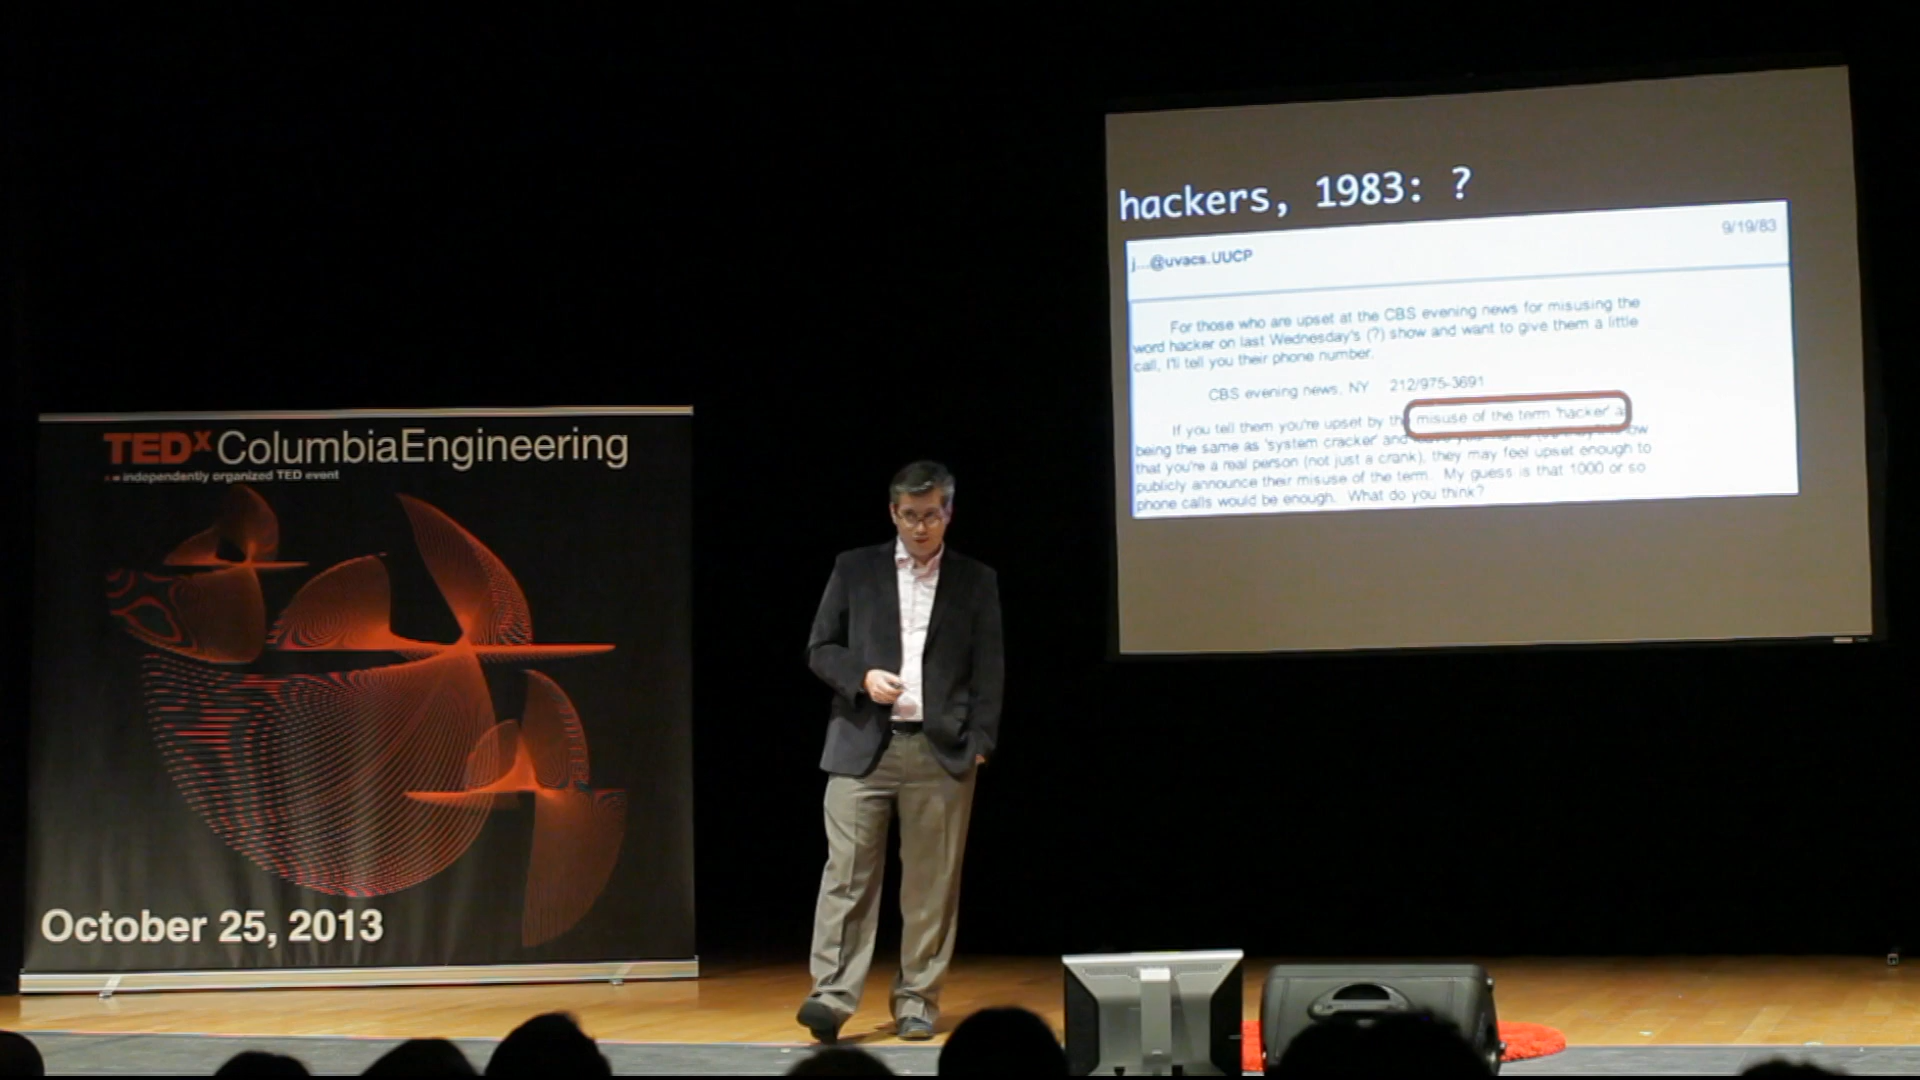 TEDx ColumbiaEngineering
x = independently organized TED event
October 25, 2013
hackers, 1983: ?
9/19/83
j...@uvacs.UUCP
For those who are upset at the CBS evening news for misusing the
word hacker on last Wednesday's (?) show and want to give them a little
call, I'll tell you their phone number.
CBS evening news, NY 212/975-3691
If you tell them you're upset by the misuse of the term 'hacker' as
being the same as 'system cracker' and
that you're a real person (not just a crank), they may feel upset enough to
publicly announce their misuse of the term. My guess is that 1000 or so
phone calls would be enough. What do you think?